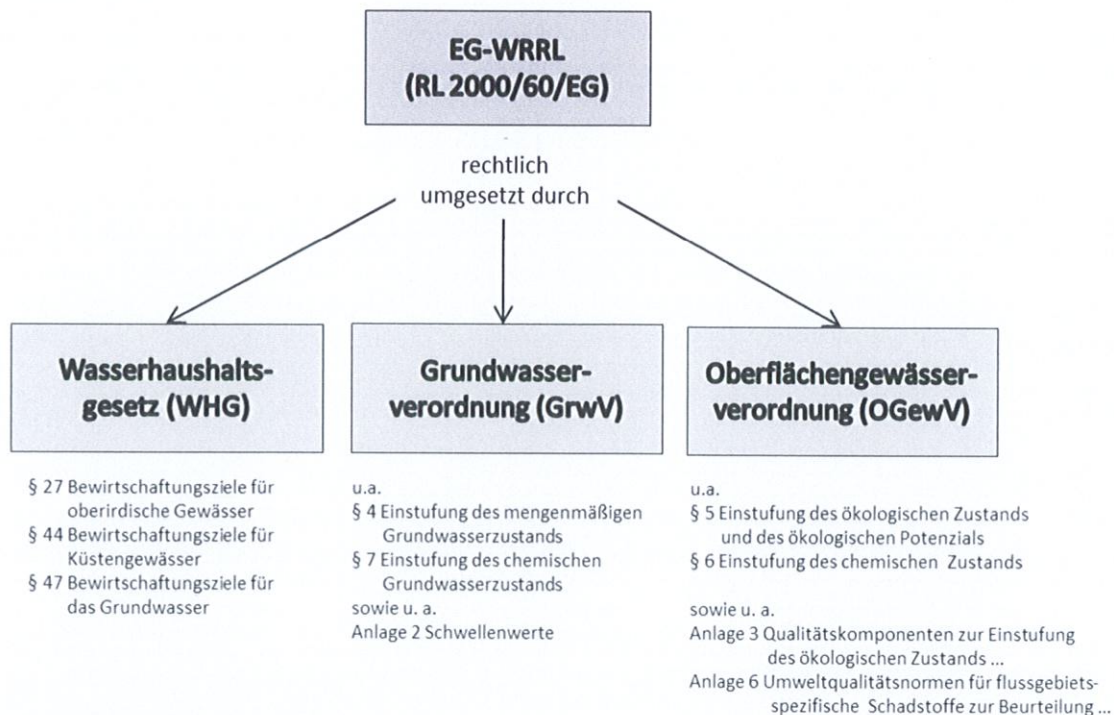 EG-WRRL
(RL 2000/60/EG)
rechtlich
umgesetzt durch
Wasserhaushalts-
gesetz (WHG)
§ 27 Bewirtschaftungsziele für
oberirdische Gewässer
§ 44 Bewirtschaftungsziele für
Küstengewässer
§ 47 Bewirtschaftungsziele für
das Grundwasser
Grundwasser-
verordnung (GrwV)
u.a.
§ 4 Einstufung des mengenmäßigen
Grundwasserzustands
§ 7 Einstufung des chemischen
Grundwasserzustands
sowie u. a.
Anlage 2 Schwellenwerte
Oberflächengewässer-
verordnung (OGewV)
u.a.
§ 5 Einstufung des ökologischen Zustands
und des ökologischen Potenzials
§ 6 Einstufung des chemischen Zustands
sowie u. a.
Anlage 3 Qualitätskomponenten zur Einstufung
des ökologischen Zustands ...
Anlage 6 Umweltqualitätsnormen für flussgebiets-
spezifische Schadstoffe zur Beurteilung ...